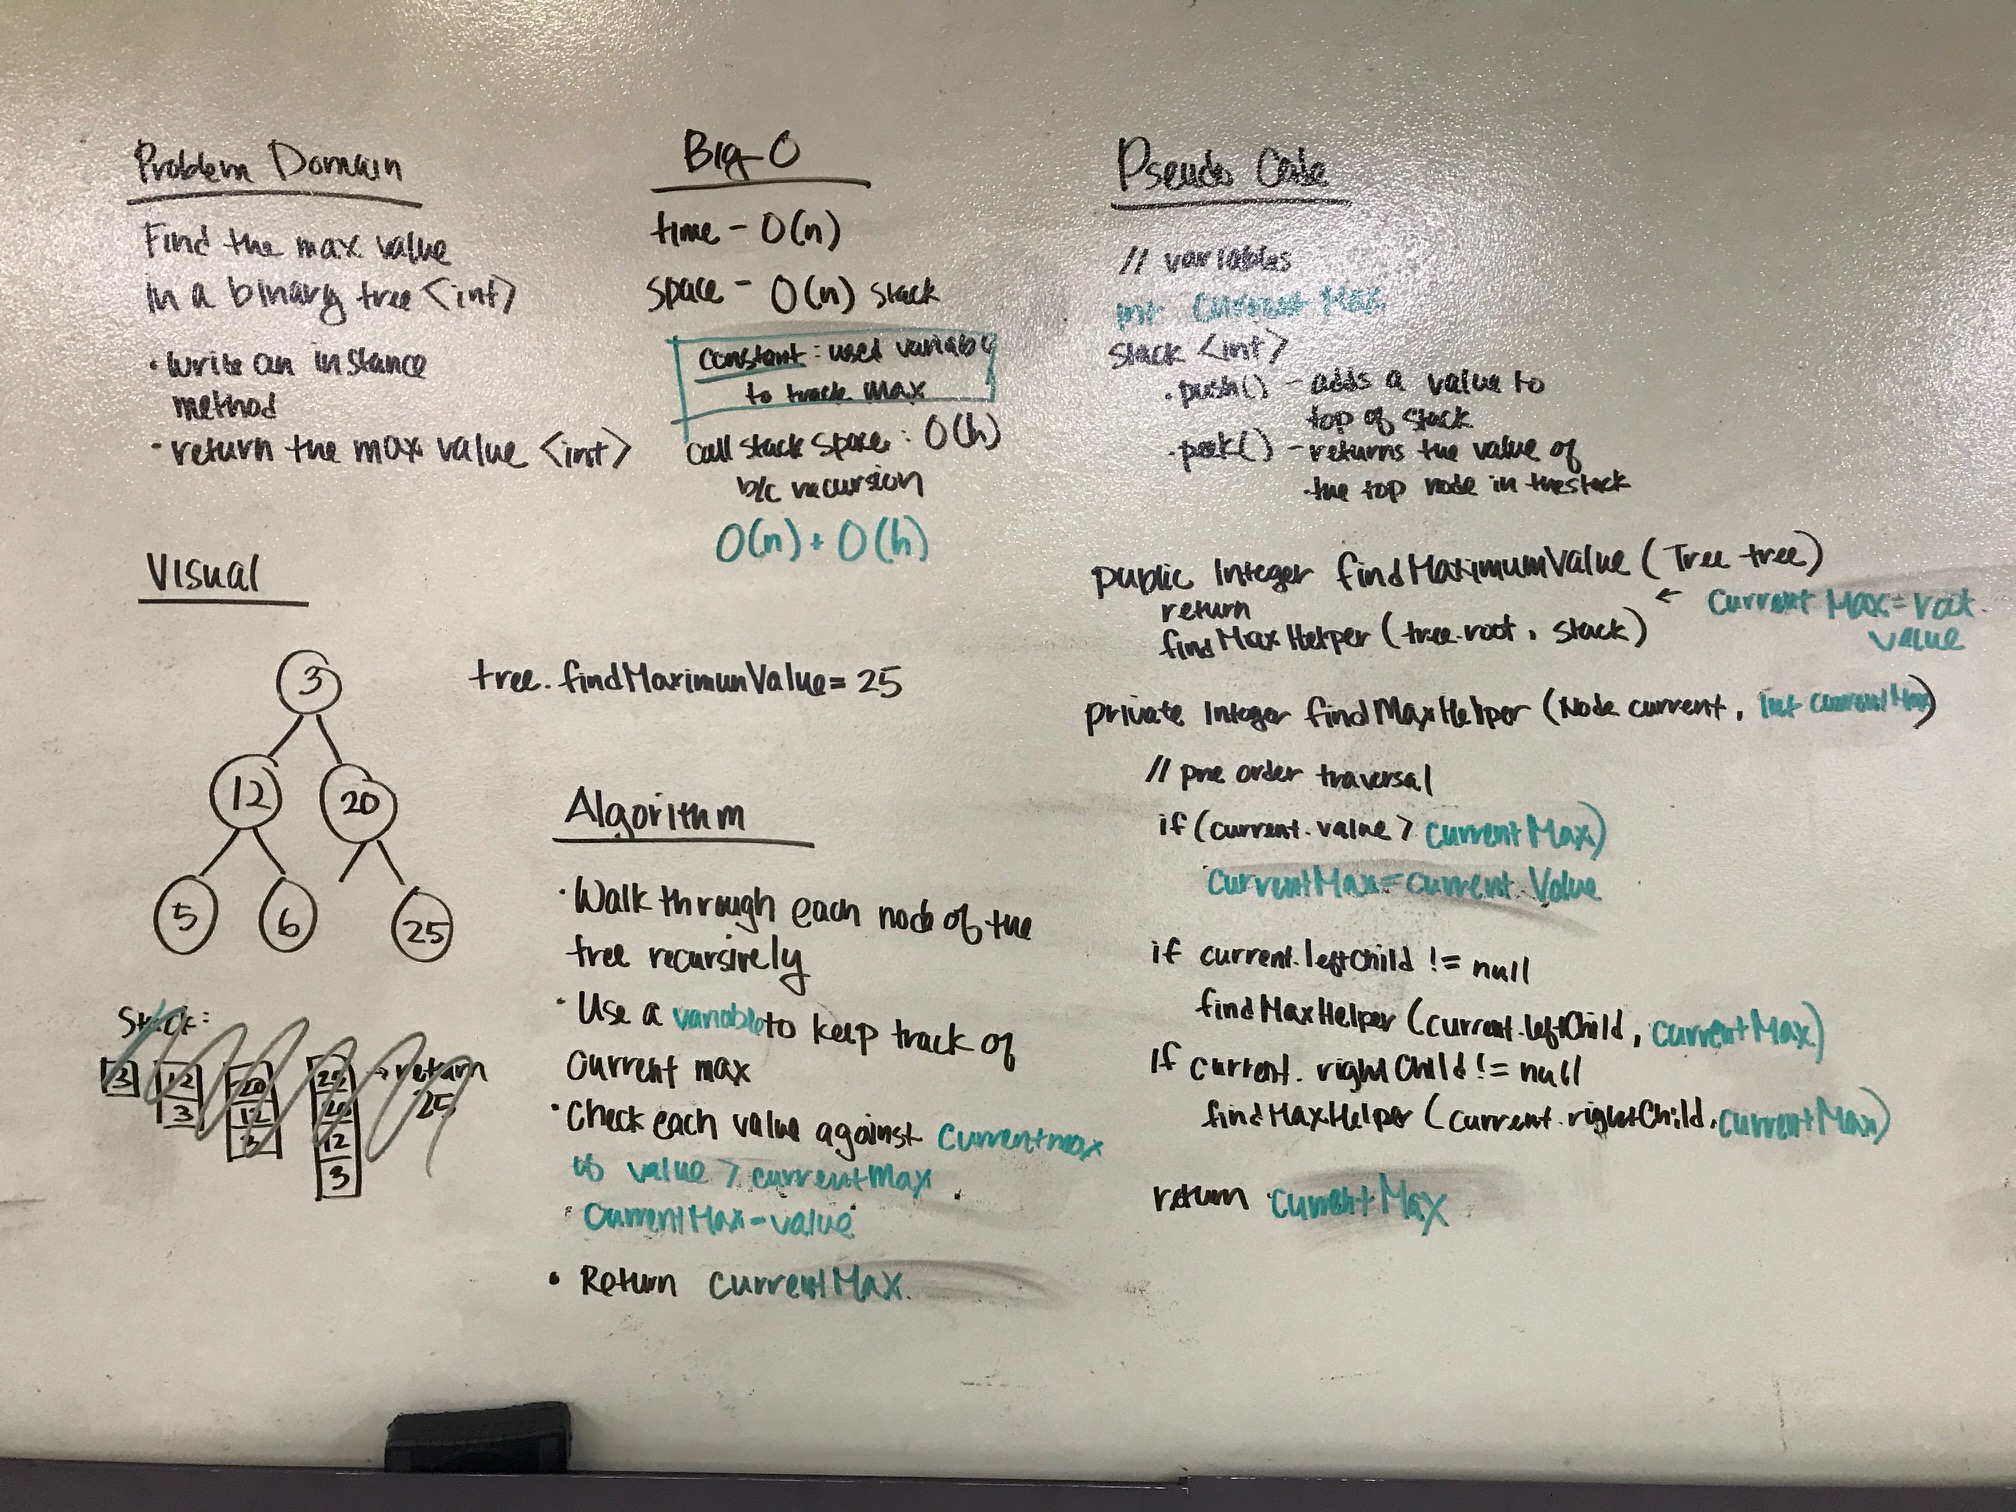 Problem Domain
Find the max value
in a binary tree <int>
· Write an instance
method
· return the max value <int>
Big-O
time - O(n)
space - O(n) stack
constant: used variable
to track max
call stack space: O(h)
b/c recursion
O(n) + O(h)
Visual
3
12 20
5 6 25
tree.findMaximumValue = 25
Stack:
3
12
3
20
12
3
25
20
12
3
→ return
25
Algorithm
· Walk through each node of the
tree recursively
· Use a variable to keep track of
current max
· Check each value against currentmax
if value > currentMax
currentMax = value
· Return currentMax.
Pseudo Code
// variables
int Current Max
stack <int>
.push() - adds a value to
top of stack
.peek() - returns the value of
the top node in the stack
public Integer findMaximumValue (Tree tree)
← Current Max = root
value
return
findMaxHelper (tree.root, stack)
private Integer findMaxHelper (Node current, int currentMax)
// pre order traversal
if (current.value > currentMax)
currentMax = current.Value
if current.leftChild != null
findMaxHelper (current.leftChild, currentMax)
if current.rightChild != null
findMaxHelper (current.rightChild, currentMax)
return currentMax